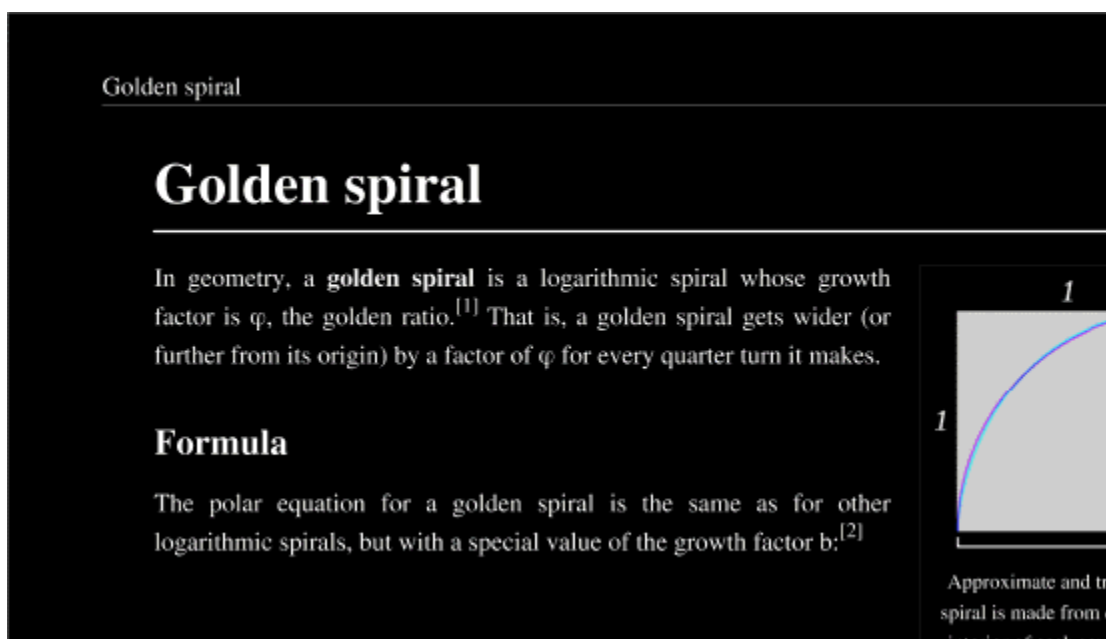 Golden spiral
Golden spiral
In geometry, a golden spiral is a logarithmic spiral whose growth
factor is φ, the golden ratio.[1] That is, a golden spiral gets wider (or
further from its origin) by a factor of φ for every quarter turn it makes.
Formula
The polar equation for a golden spiral is the same as for other
logarithmic spirals, but with a special value of the growth factor b:[2]
1
1
Approximate and
spiral is made from